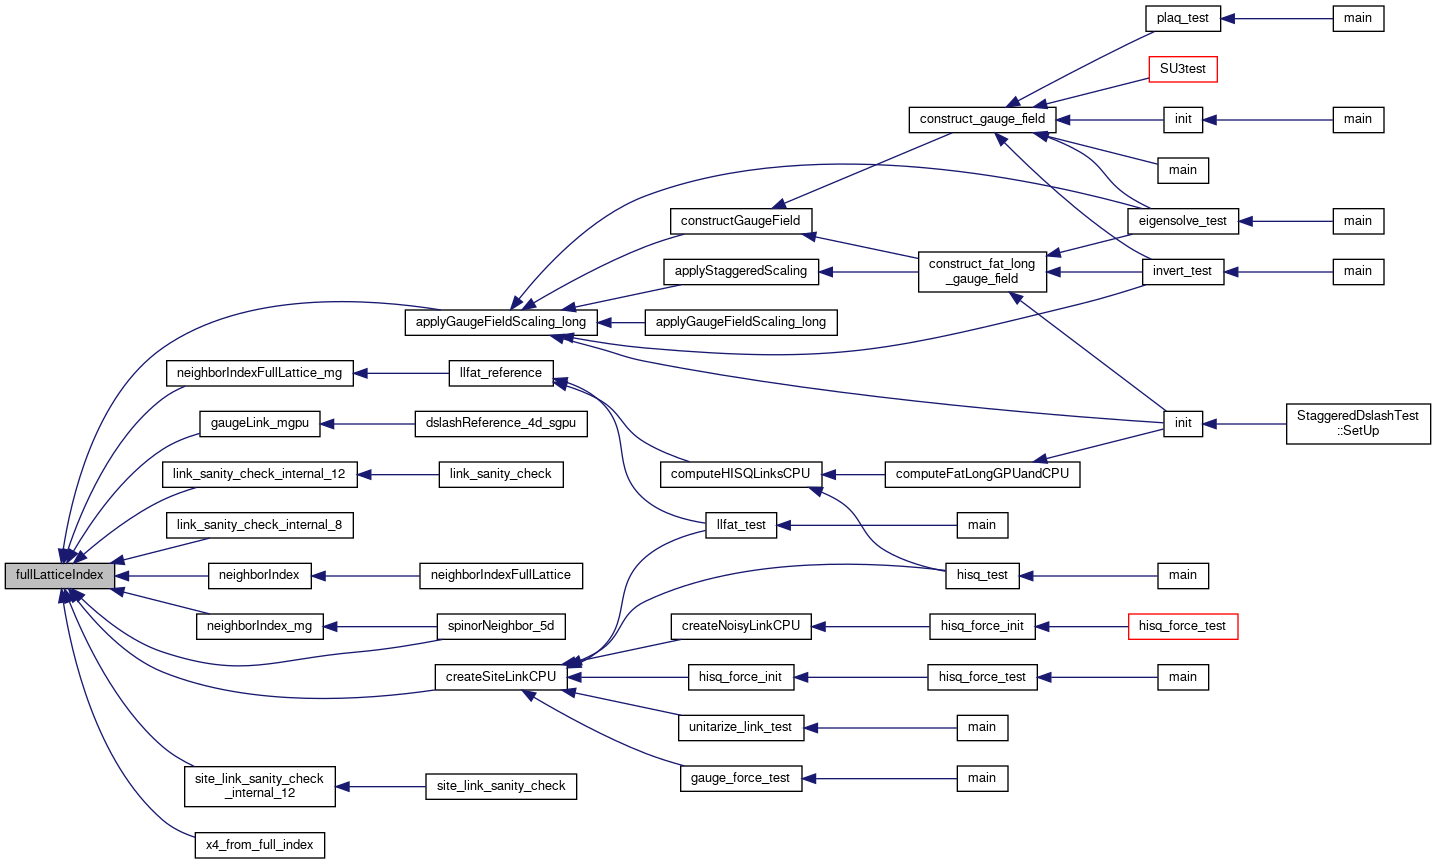 plaq_test
main
SU3test
construct_gauge_field
init
main
main
constructGaugeField
eigensolve_test
main
applyStaggeredScaling
construct_fat_long
_gauge_field
invert_test
main
applyGaugeFieldScaling_long
applyGaugeFieldScaling_long
neighborIndexFullLattice_mg
llfat_reference
gaugeLink_mgpu
dslashReference_4d_sgpu
init
StaggeredDslashTest
::SetUp
link_sanity_check_internal_12
link_sanity_check
computeHISQLinksCPU
computeFatLongGPUandCPU
link_sanity_check_internal_8
llfat_test
main
fullLatticeIndex
neighborIndex
neighborIndexFullLattice
hisq_test
main
neighborIndex_mg
spinorNeighbor_5d
createNoisyLinkCPU
hisq_force_init
hisq_force_test
createSiteLinkCPU
hisq_force_init
hisq_force_test
main
unitarize_link_test
main
site_link_sanity_check
_internal_12
site_link_sanity_check
gauge_force_test
main
x4_from_full_index